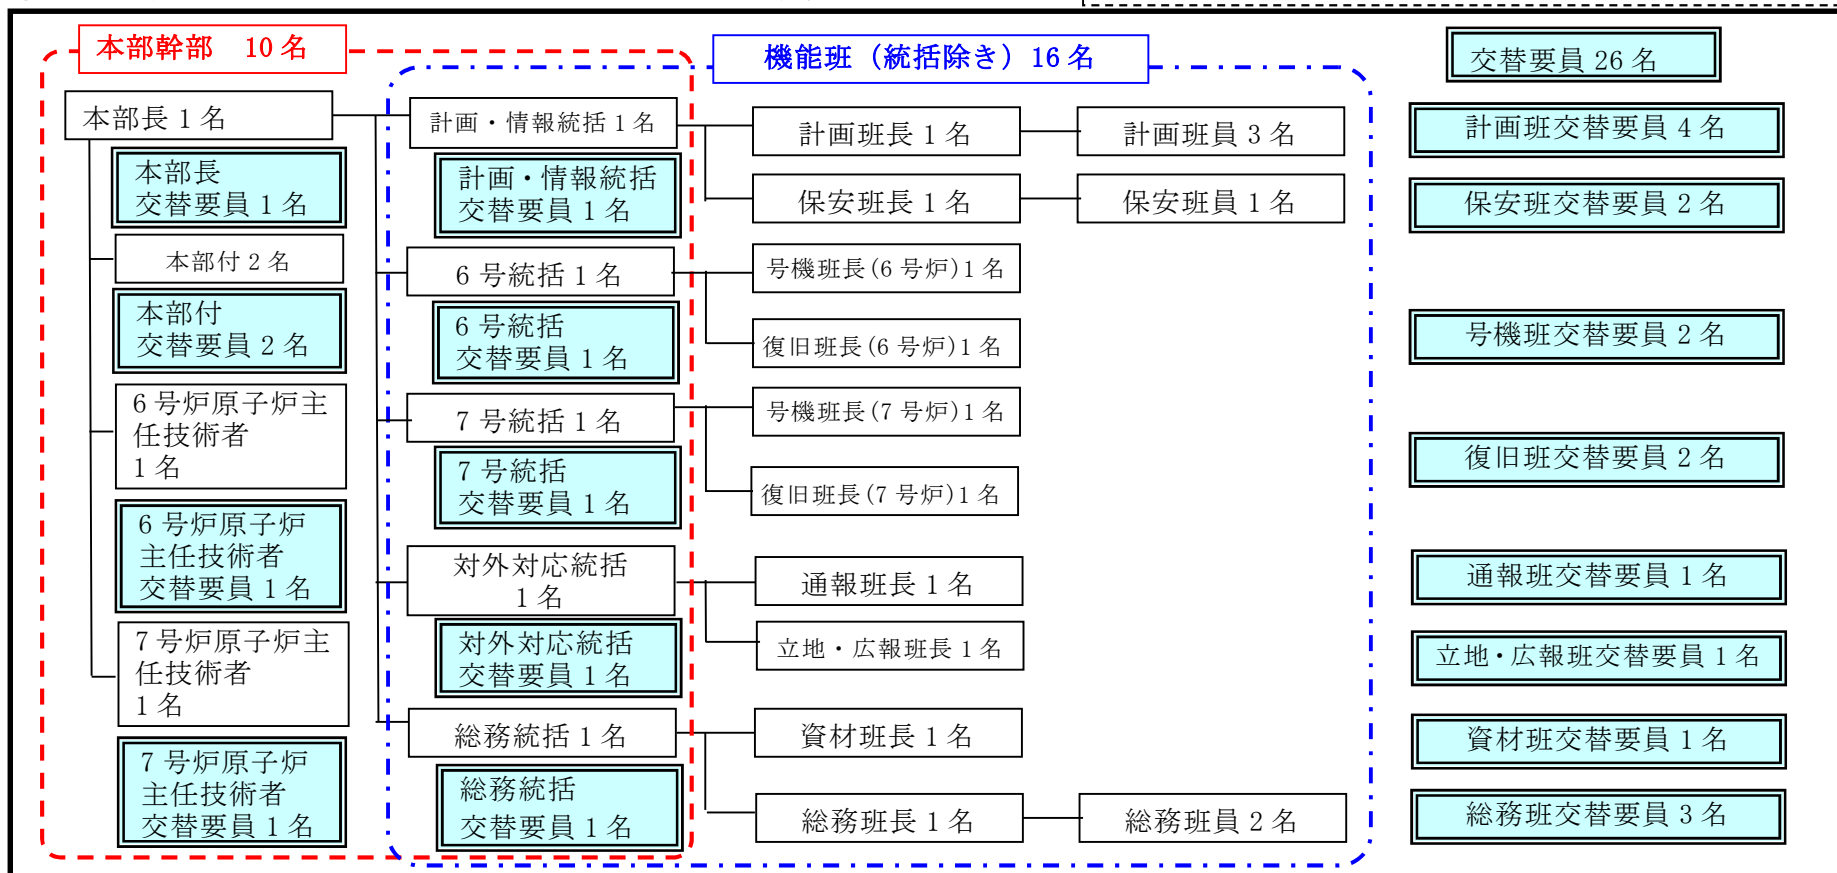 本部幹部　10 名
機能班（統括除き）16 名
交替要員 26 名
本部長 1 名
本部長
交替要員 1 名
本部付 2 名
本部付
交替要員 2 名
6 号炉原子炉主
任技術者
1 名
6 号炉原子炉
主任技術者
交替要員 1 名
7 号炉原子炉主
任技術者
1 名
7 号炉原子炉
主任技術者
交替要員 1 名
計画・情報統括 1 名
計画・情報統括
交替要員 1 名
6 号統括 1 名
6 号統括
交替要員 1 名
7 号統括 1 名
7 号統括
交替要員 1 名
対外対応統括
1 名
対外対応統括
交替要員 1 名
総務統括 1 名
総務統括
交替要員 1 名
計画班長 1 名
計画班員 3 名
保安班長 1 名
保安班員 1 名
号機班長(6 号炉)1 名
復旧班長(6 号炉)1 名
号機班長(7 号炉)1 名
復旧班長(7 号炉)1 名
通報班長 1 名
立地・広報班長 1 名
資材班長 1 名
総務班長 1 名
総務班員 2 名
計画班交替要員 4 名
保安班交替要員 2 名
号機班交替要員 2 名
復旧班交替要員 2 名
通報班交替要員 1 名
立地・広報班交替要員 1 名
資材班交替要員 1 名
総務班交替要員 3 名